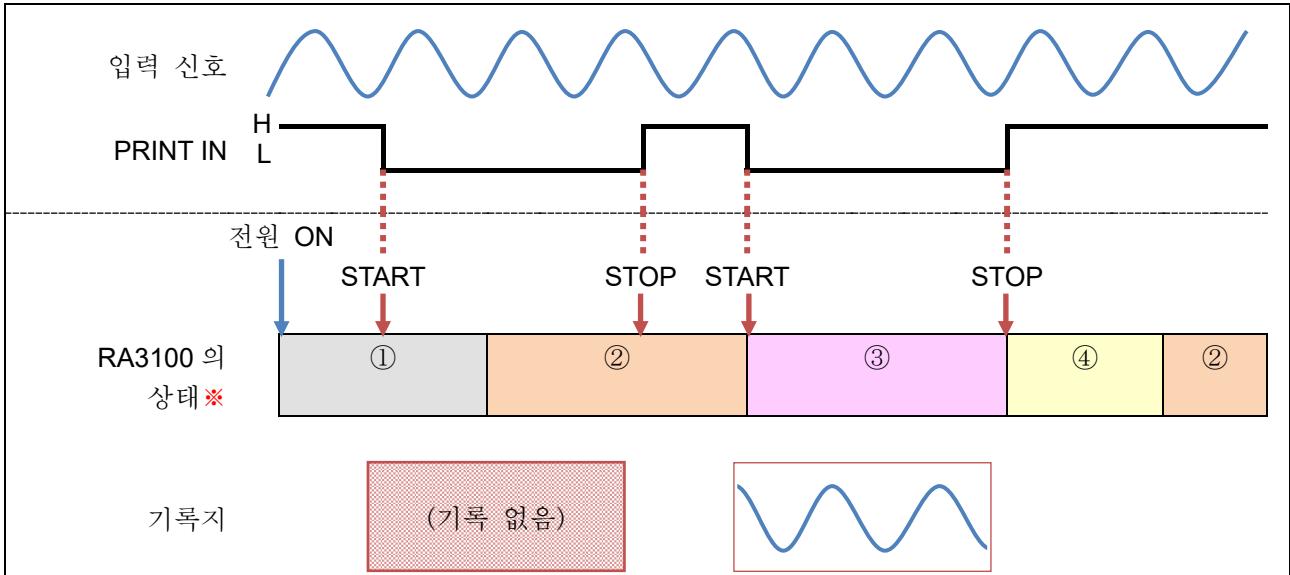 입력 신호
H
PRINT IN L
전원 ON
START STOP START STOP
RA3100 의
상태※
① ② ③ ④ ②
기록지
(기록 없음)